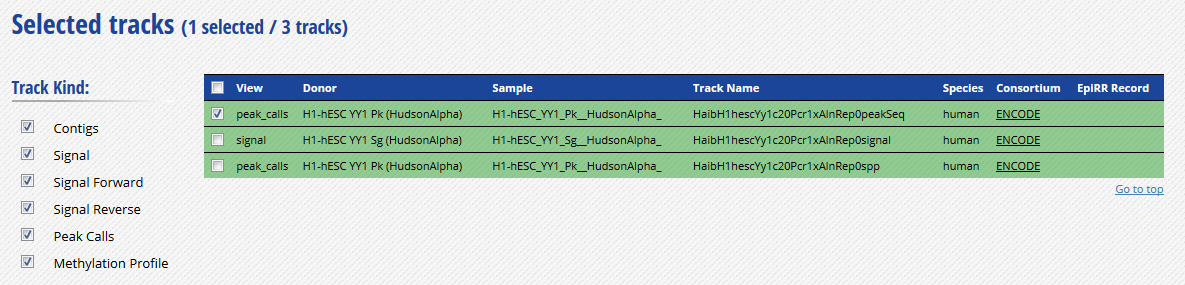 Selected tracks (1 selected / 3 tracks)
Track Kind:
Contigs
Signal
Signal Forward
Signal Reverse
Peak Calls
Methylation Profile
View Donor Sample Track Name Species Consortium EpiRR Record
peak_calls H1-hESC YY1 Pk (HudsonAlpha) H1-hESC_YY1_Pk__HudsonAlpha_ HaibH1hescYy1c20Pcr1xAlnRep0peakSeq human ENCODE
signal H1-hESC YY1 Sg (HudsonAlpha) H1-hESC_YY1_Sg__HudsonAlpha_ HaibH1hescYy1c20Pcr1xAlnRep0signal human ENCODE
peak_calls H1-hESC YY1 Pk (HudsonAlpha) H1-hESC_YY1_Pk__HudsonAlpha_ HaibH1hescYy1c20Pcr1xAlnRep0spp human ENCODE
Go to top